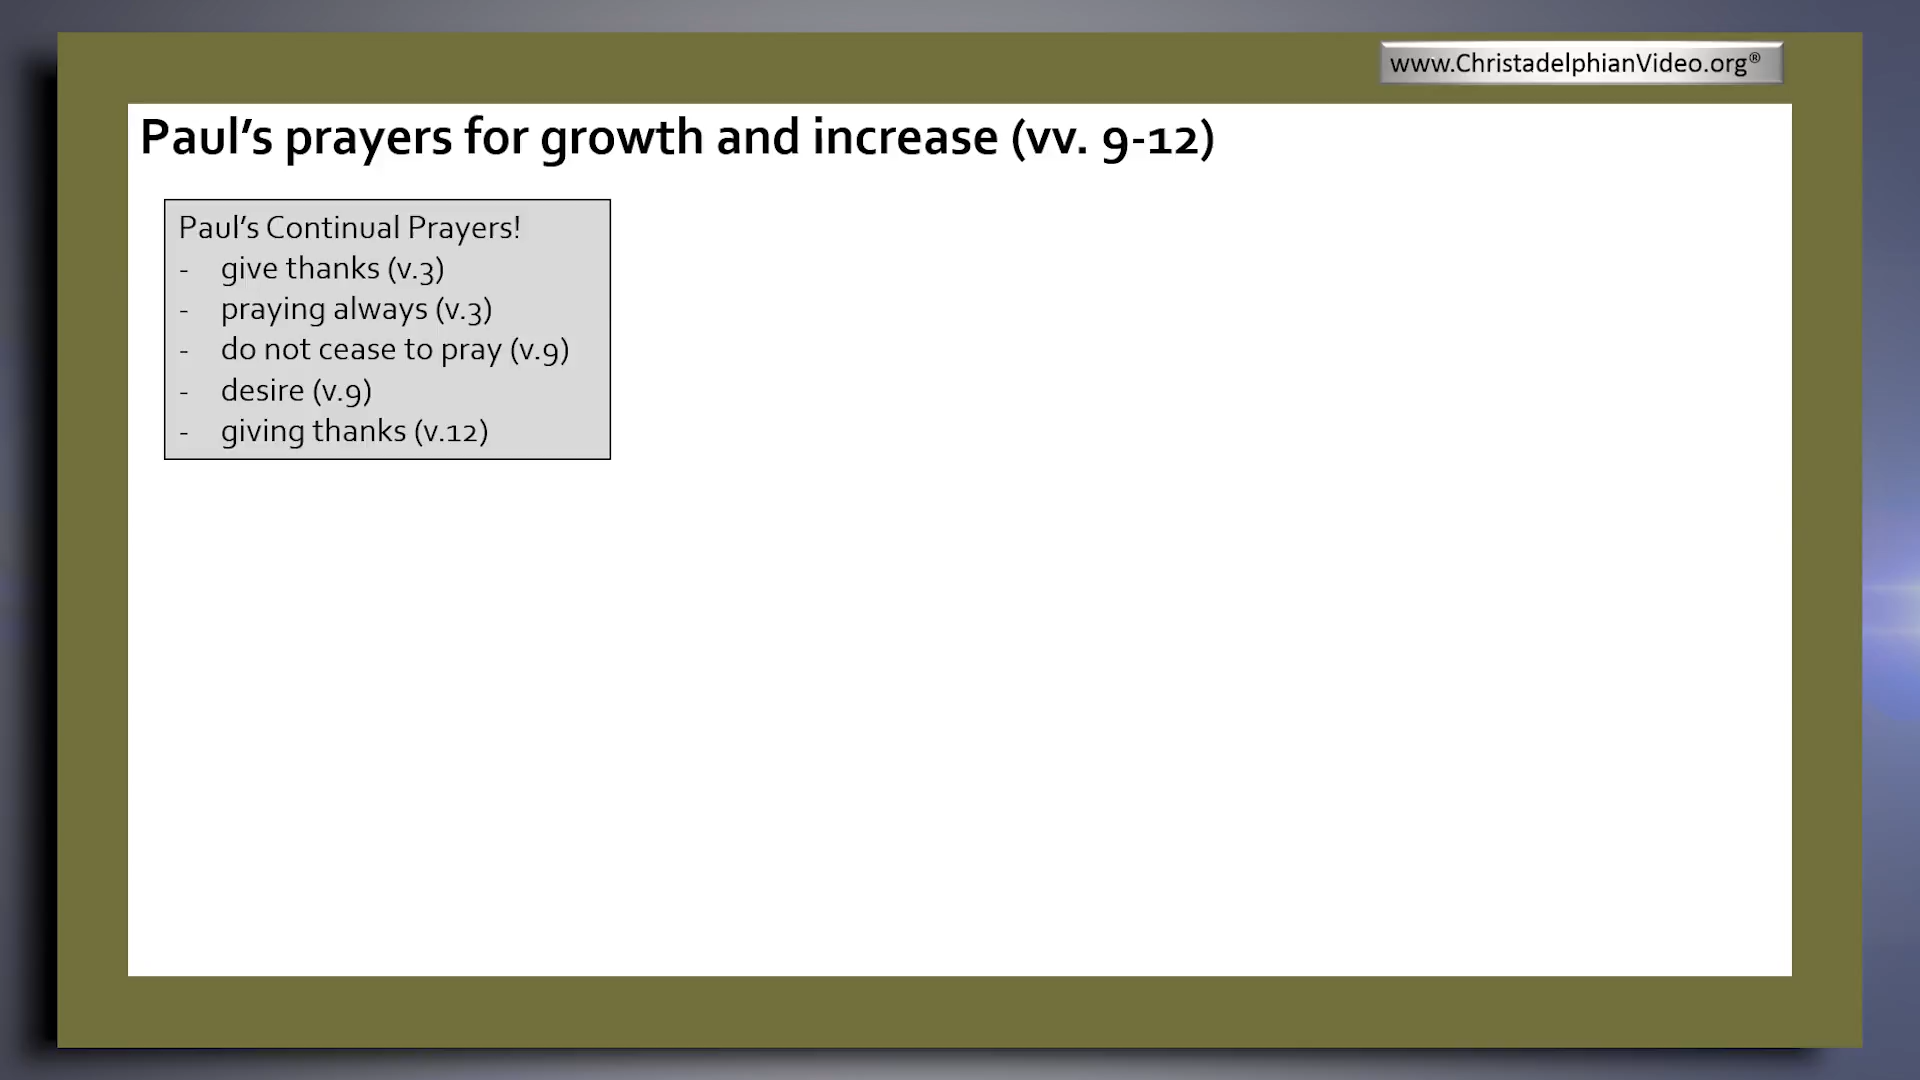 www.ChristadelphianVideo.org®
Paul’s prayers for growth and increase (vv. 9-12)
Paul’s Continual Prayers!
- give thanks (v.3)
- praying always (v.3)
- do not cease to pray (v.9)
- desire (v.9)
- giving thanks (v.12)